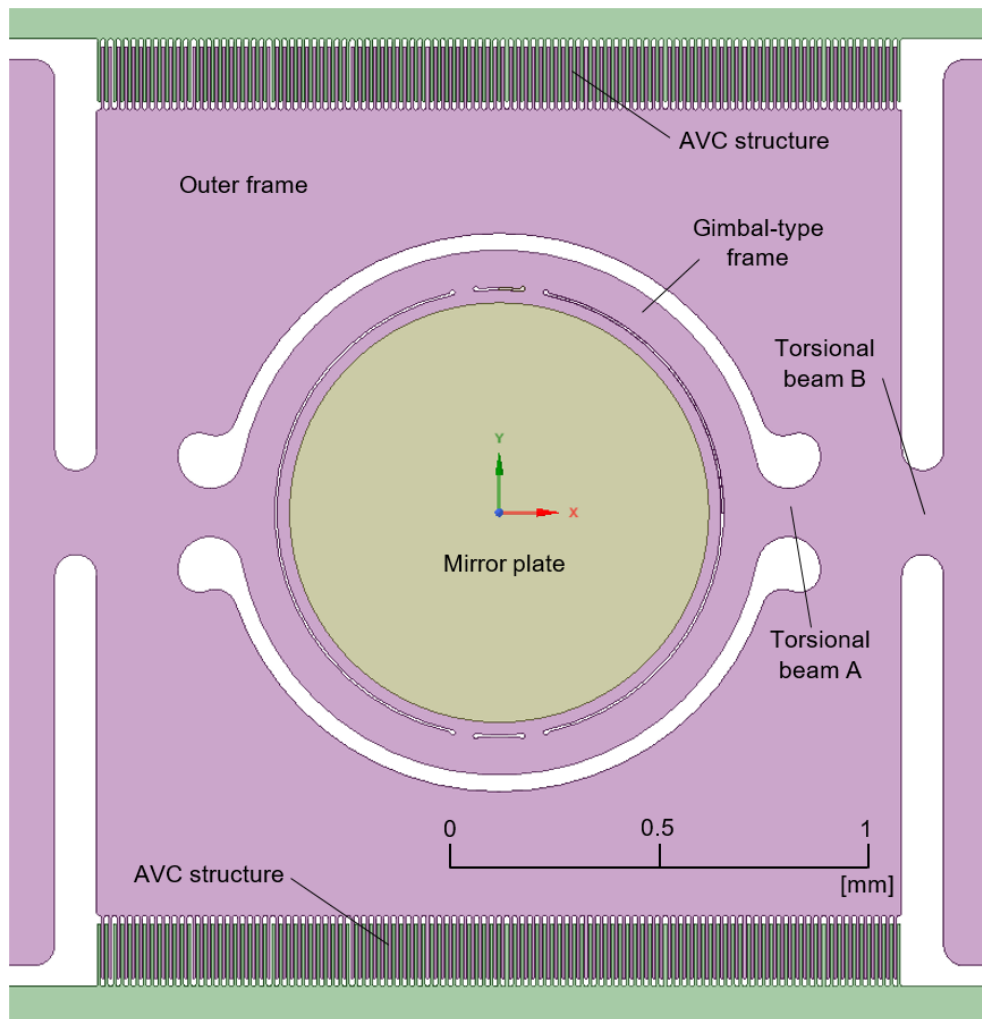 AVC structure
Outer frame
Gimbal-type
frame
Torsional
beam B
Y
X
Mirror plate
Torsional
beam A
0
0.5
1
[mm]
AVC structure